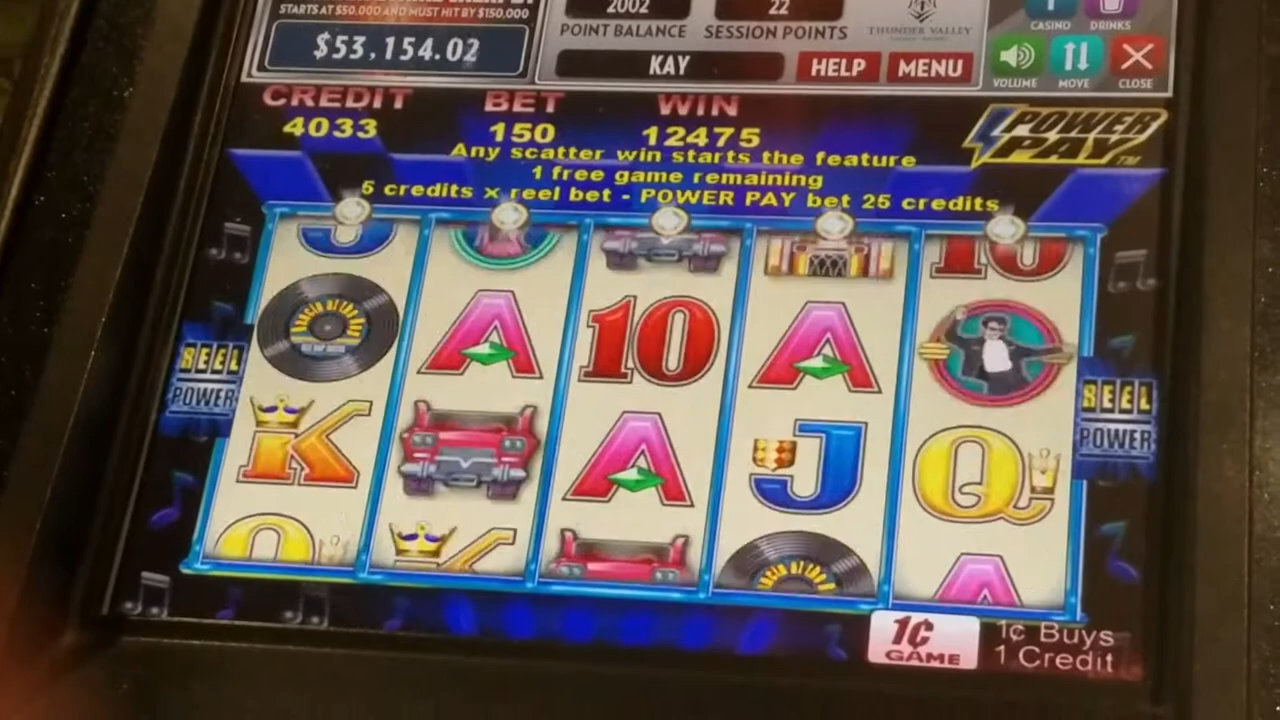 STARTS AT $50,000 AND MUST HIT BY $150,000
$53,154.02
2002
22
POINT BALANCE
SESSION POINTS
THUNDER VALLEY
KAY
HELP
MENU
CASINO
DRINKS
VOLUME
MOVE
CLOSE
CREDIT
BET
WIN
4033
150
12475
POWER
PAY™
Any scatter win starts the feature
1 free game remaining
5 credits x reel bet - POWER PAY bet 25 credits
J
10
A
10
A
REEL
POWER
REEL
POWER
K
A
J
Q
Q
K
A
1¢
GAME
1¢ Buys
1 Credit